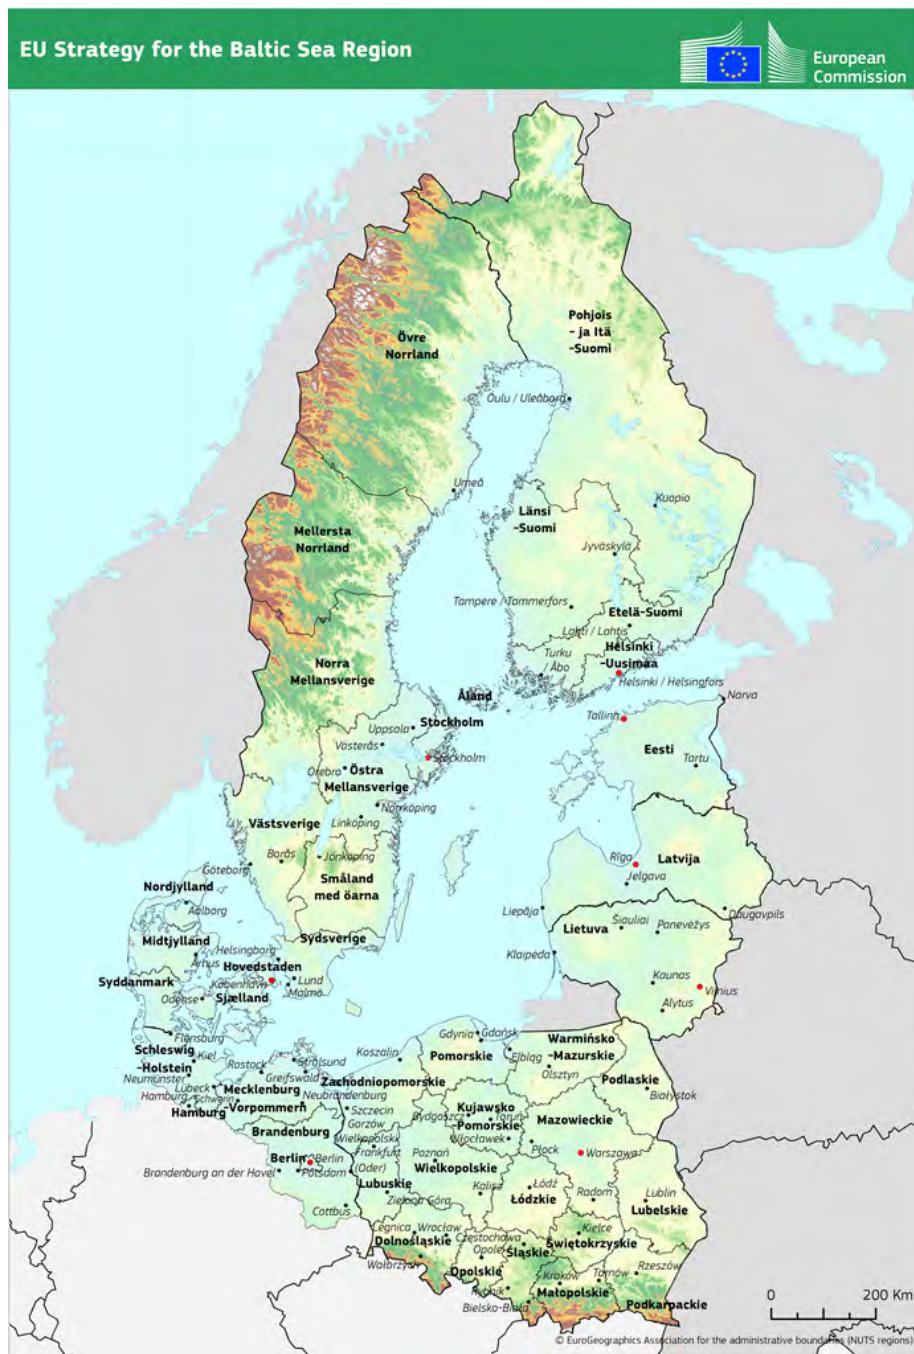 EU Strategy for the Baltic Sea Region
European
Commission
Pohjois
- ja Itä
-Suomi
Övre
Norrland
Oulu / Uleåborg
Umeå
Kuopio
Länsi
-Suomi
Mellersta
Norrland
Jyväskylä
Tampere / Tammerfors
Etelä-Suomi
Lahti / Lahtis
Helsinki
-Uusimaa
Turku
/ Åbo
Norra
Mellansverige
Helsinki / Helsingfors
Åland
Narva
Stockholm
Tallinn
Uppsala
Västerås
Eesti
Stockholm
Tartu
Örebro
Östra
Mellansverige
Norrköping
Linköping
Västsverige
Borås
Jönköping
Göteborg
Rīga
Latvija
Jelgava
Småland
med öarna
Nordjylland
Aalborg
Liepāja
Daugavpils
Šiauliai
Lietuva
Panevėžys
Midtjylland
Sydsverige
Helsingborg
Klaipėda
Århus
Hovedstaden
Syddanmark
København
Lund
Malmö
Kaunas
Vilnius
Odense
Sjælland
Alytus
Flensburg
Gdynia
Gdańsk
Schleswig
-Holstein
Kiel
Koszalin
Pomorskie
Elbląg
Warmińsko
-Mazurskie
Olsztyn
Rostock
Stralsund
Neumünster
Greifswald
Zachodniopomorskie
Podlaskie
Lübeck
Mecklenburg
-Vorpommern
Neubrandenburg
Białystok
Hamburg
Schwerin
Hamburg
Szczecin
Bydgoszcz
Kujawsko
-Pomorskie
Toruń
Mazowieckie
Gorzów
Wielkopolski
Brandenburg
Włocławek
Płock
Warszawa
Berlin
Berlin
Frankfurt
(Oder)
Poznań
Wielkopolskie
Brandenburg an der Havel
Potsdam
Lubuskie
Kalisz
Łódź
Łódzkie
Radom
Lublin
Lubelskie
Zielona Góra
Cottbus
Legnica
Wrocław
Kielce
Dolnośląskie
Częstochowa
Świętokrzyskie
Opole
Śląskie
Wałbrzych
Opolskie
Rzeszów
Kraków
Tarnów
Rybnik
Małopolskie
Bielsko-Biała
Podkarpackie
0 200 Km
© EuroGeographics Association for the administrative boundaries (NUTS regions)